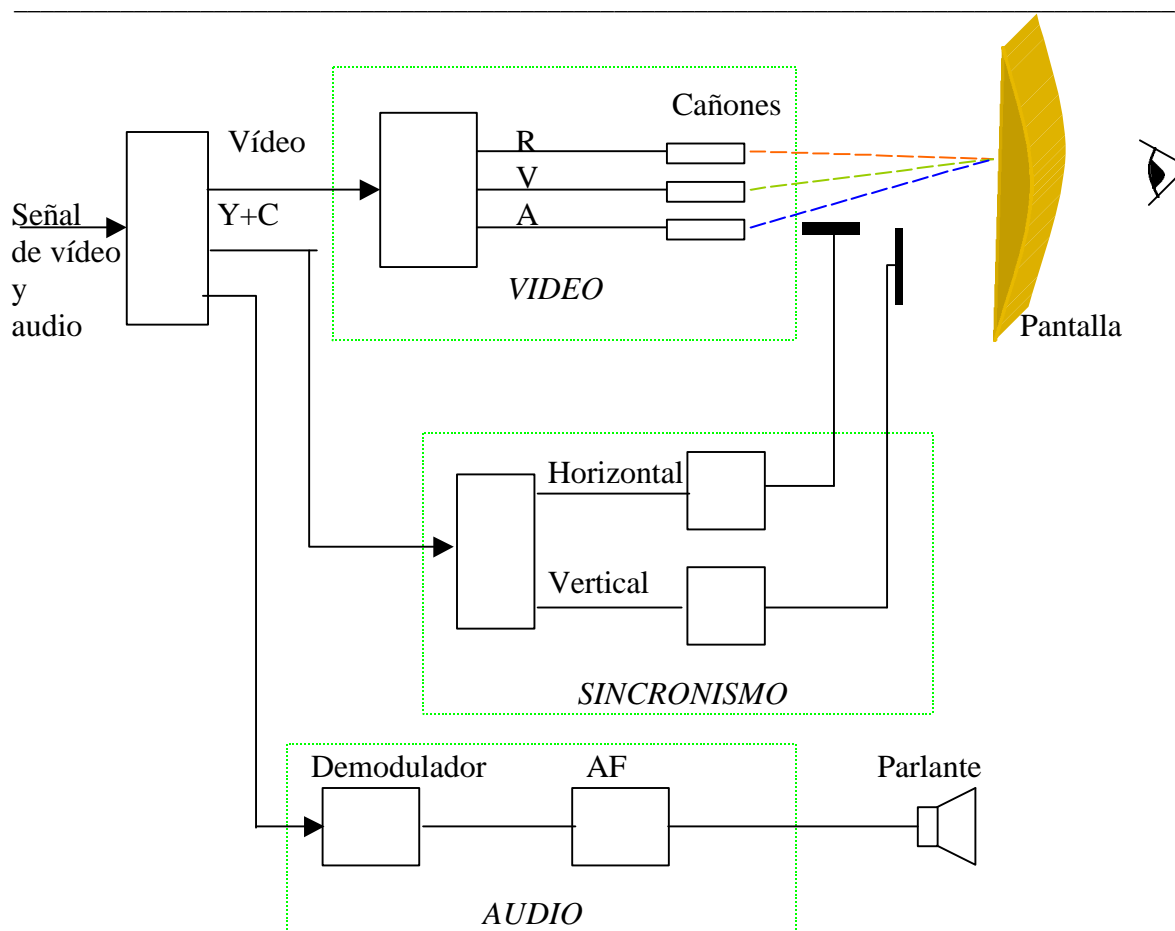 Cañones
Vídeo
R
V
Y+C
A
Señal
de vídeo
y
audio
VIDEO
Pantalla
Horizontal
Vertical
SINCRONISMO
Demodulador
AF
Parlante
AUDIO